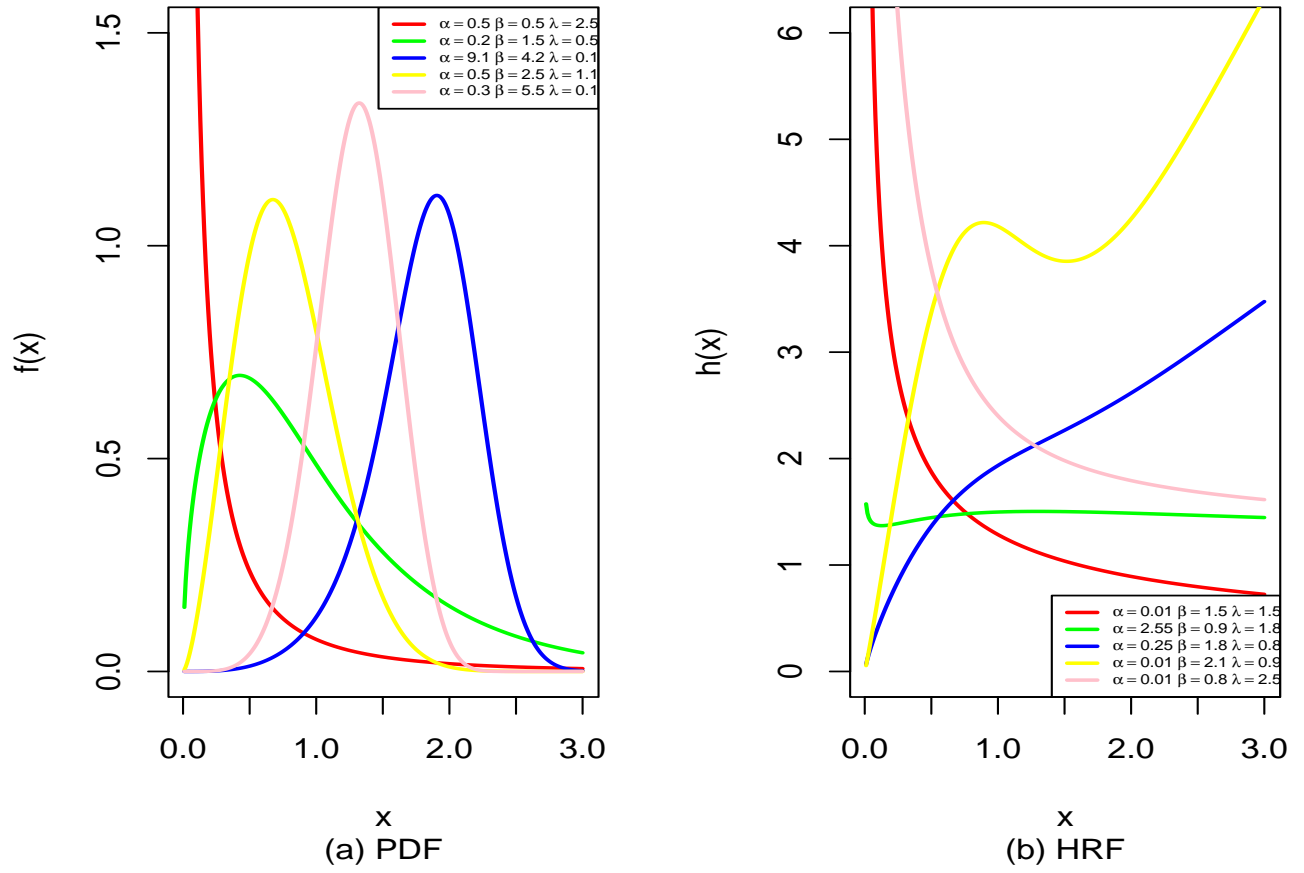 α = 0.5 β = 0.5 λ = 2.5
α = 0.2 β = 1.5 λ = 0.5
α = 9.1 β = 4.2 λ = 0.1
α = 0.5 β = 2.5 λ = 1.1
α = 0.3 β = 5.5 λ = 0.1
1.5
1.0
0.5
0.0
f(x)
0.0 1.0 2.0 3.0
x
(a) PDF
6
5
4
3
2
1
0
h(x)
α = 0.01 β = 1.5 λ = 1.5
α = 2.55 β = 0.9 λ = 1.8
α = 0.25 β = 1.8 λ = 0.8
α = 0.01 β = 2.1 λ = 0.9
α = 0.01 β = 0.8 λ = 2.5
0.0 1.0 2.0 3.0
x
(b) HRF